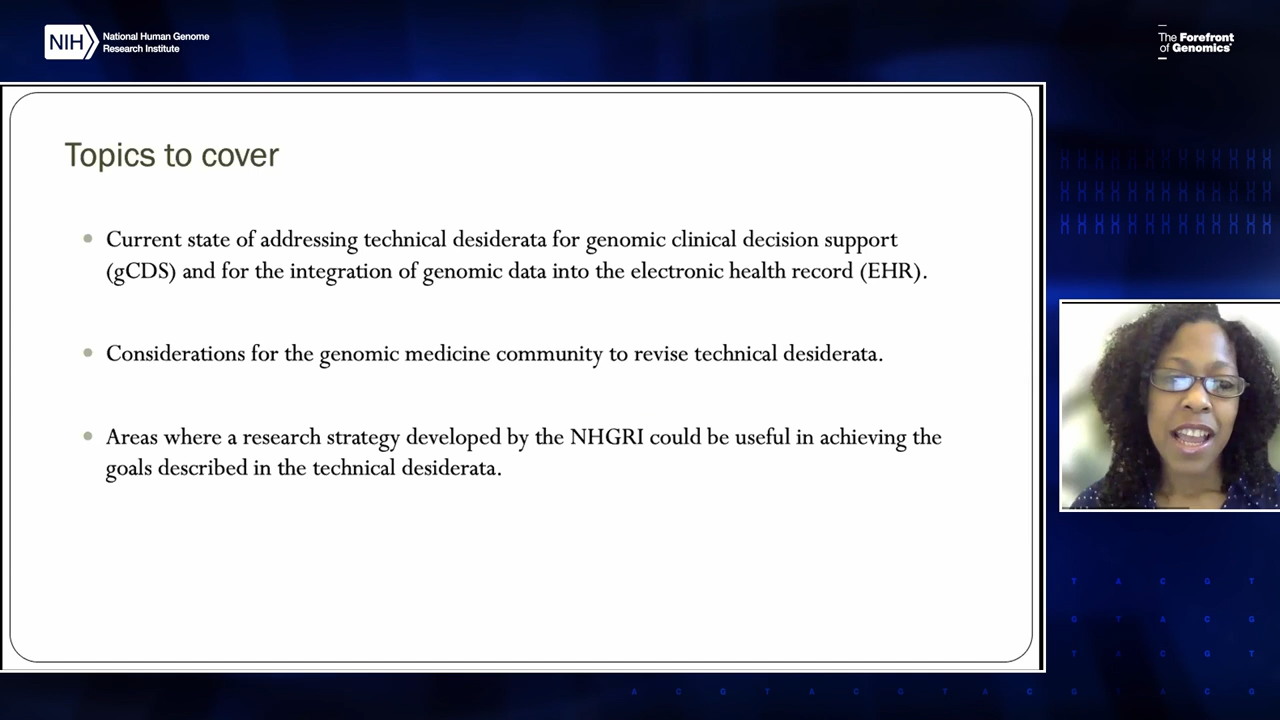 NIH
National Human Genome
Research Institute
The Forefront
of Genomics®
Topics to cover
• Current state of addressing technical desiderata for genomic clinical decision support
(gCDS) and for the integration of genomic data into the electronic health record (EHR).
• Considerations for the genomic medicine community to revise technical desiderata.
• Areas where a research strategy developed by the NHGRI could be useful in achieving the
goals described in the technical desiderata.
T A C G T
G T A C G
T A C G T
A C G T A C G T A C G T A C G